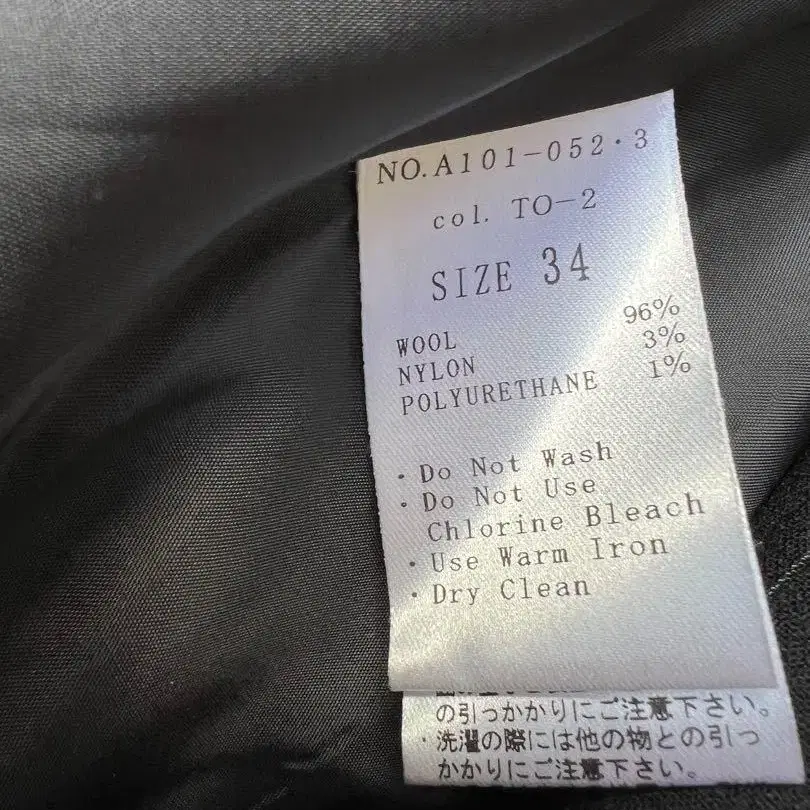 NO.A101-052・3
col. TO-2
SIZE 34
WOOL 96%
NYLON 3%
POLYURETHANE 1%
・Do Not Wash
・Do Not Use
Chlorine Bleach
・Use Warm Iron
・Dry Clean
の引っかかりにご注意下さい。
・洗濯の際には他の物との引っ
かかりにご注意下さい。